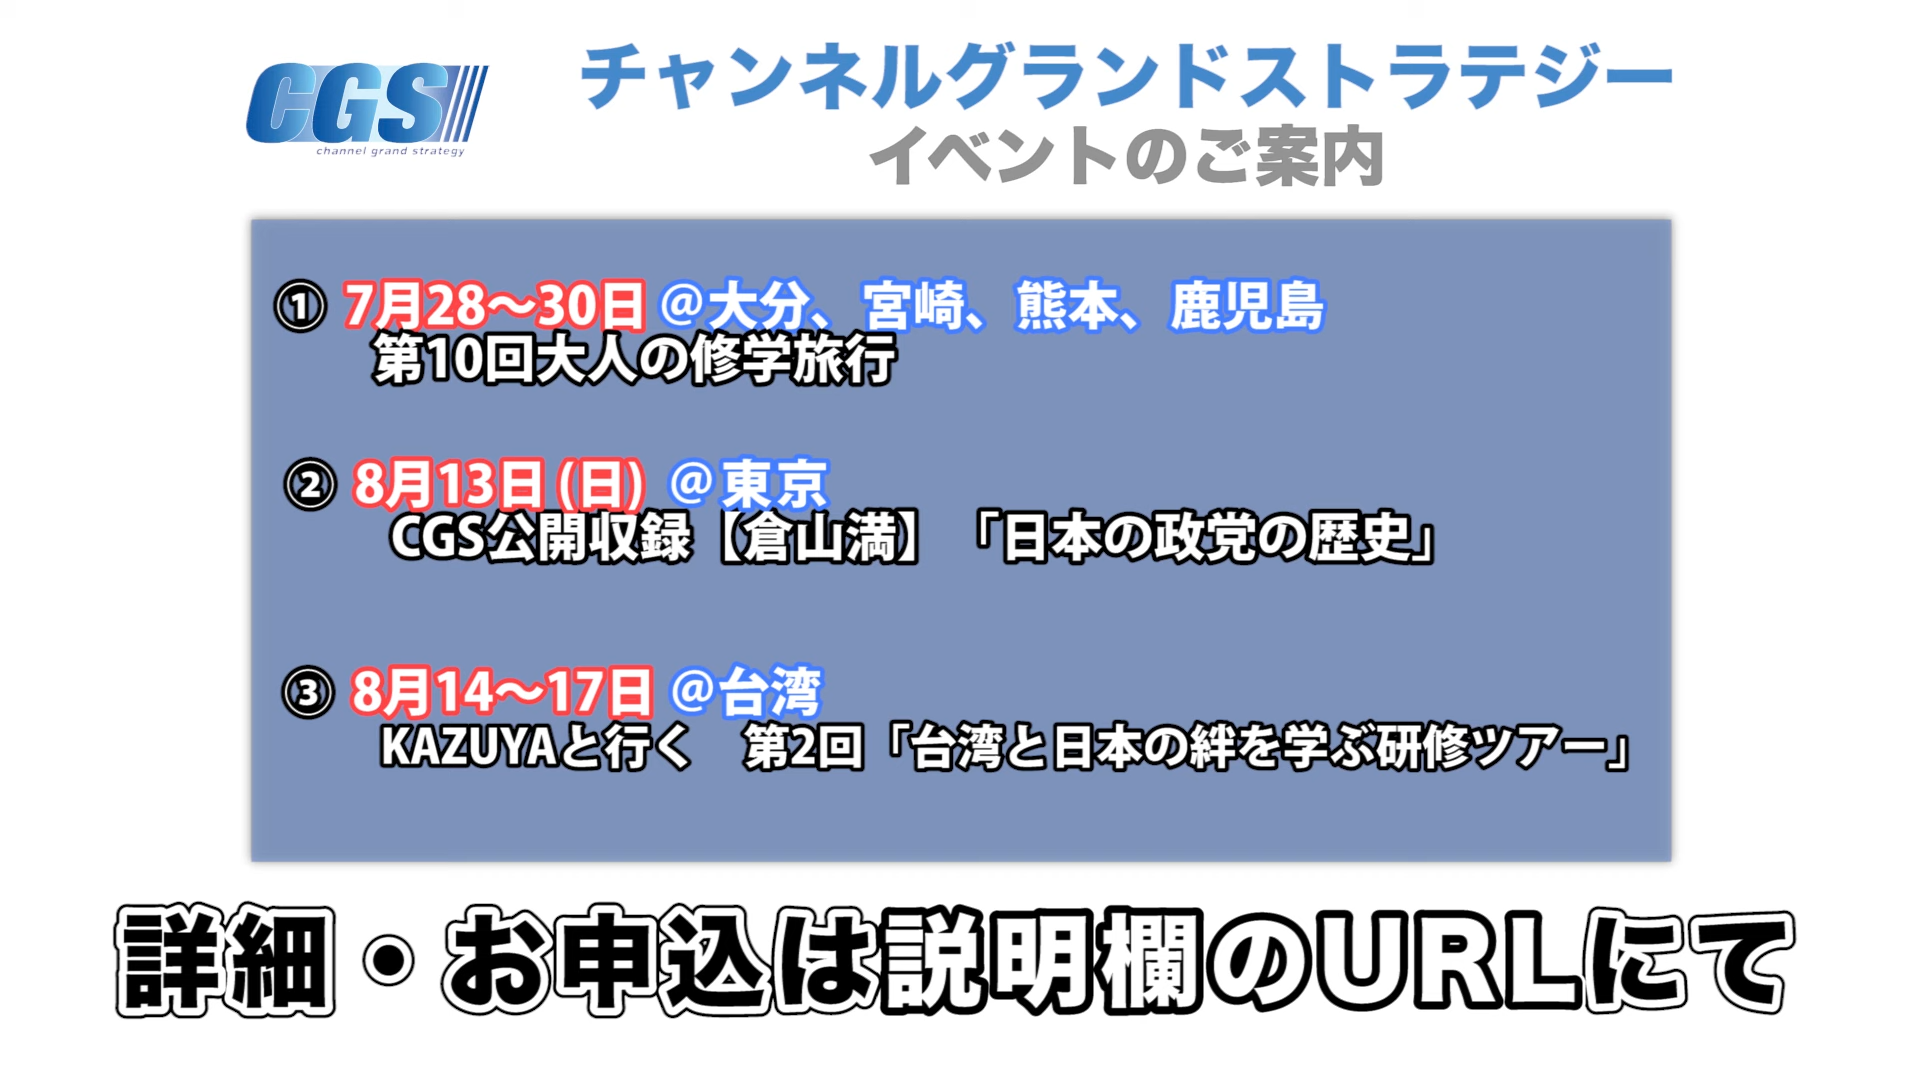 CGS
channel grand strategy
チャンネルグランドストラテジー
イベントのご案内
① 7月28～30日 @大分、宮崎、熊本、鹿児島
第10回大人の修学旅行
② 8月13日(日) @東京
CGS公開収録【倉山満】「日本の政党の歴史」
③ 8月14～17日 @台湾
KAZUYAと行く　第2回「台湾と日本の絆を学ぶ研修ツアー」
詳細・お申込は説明欄のURLにて